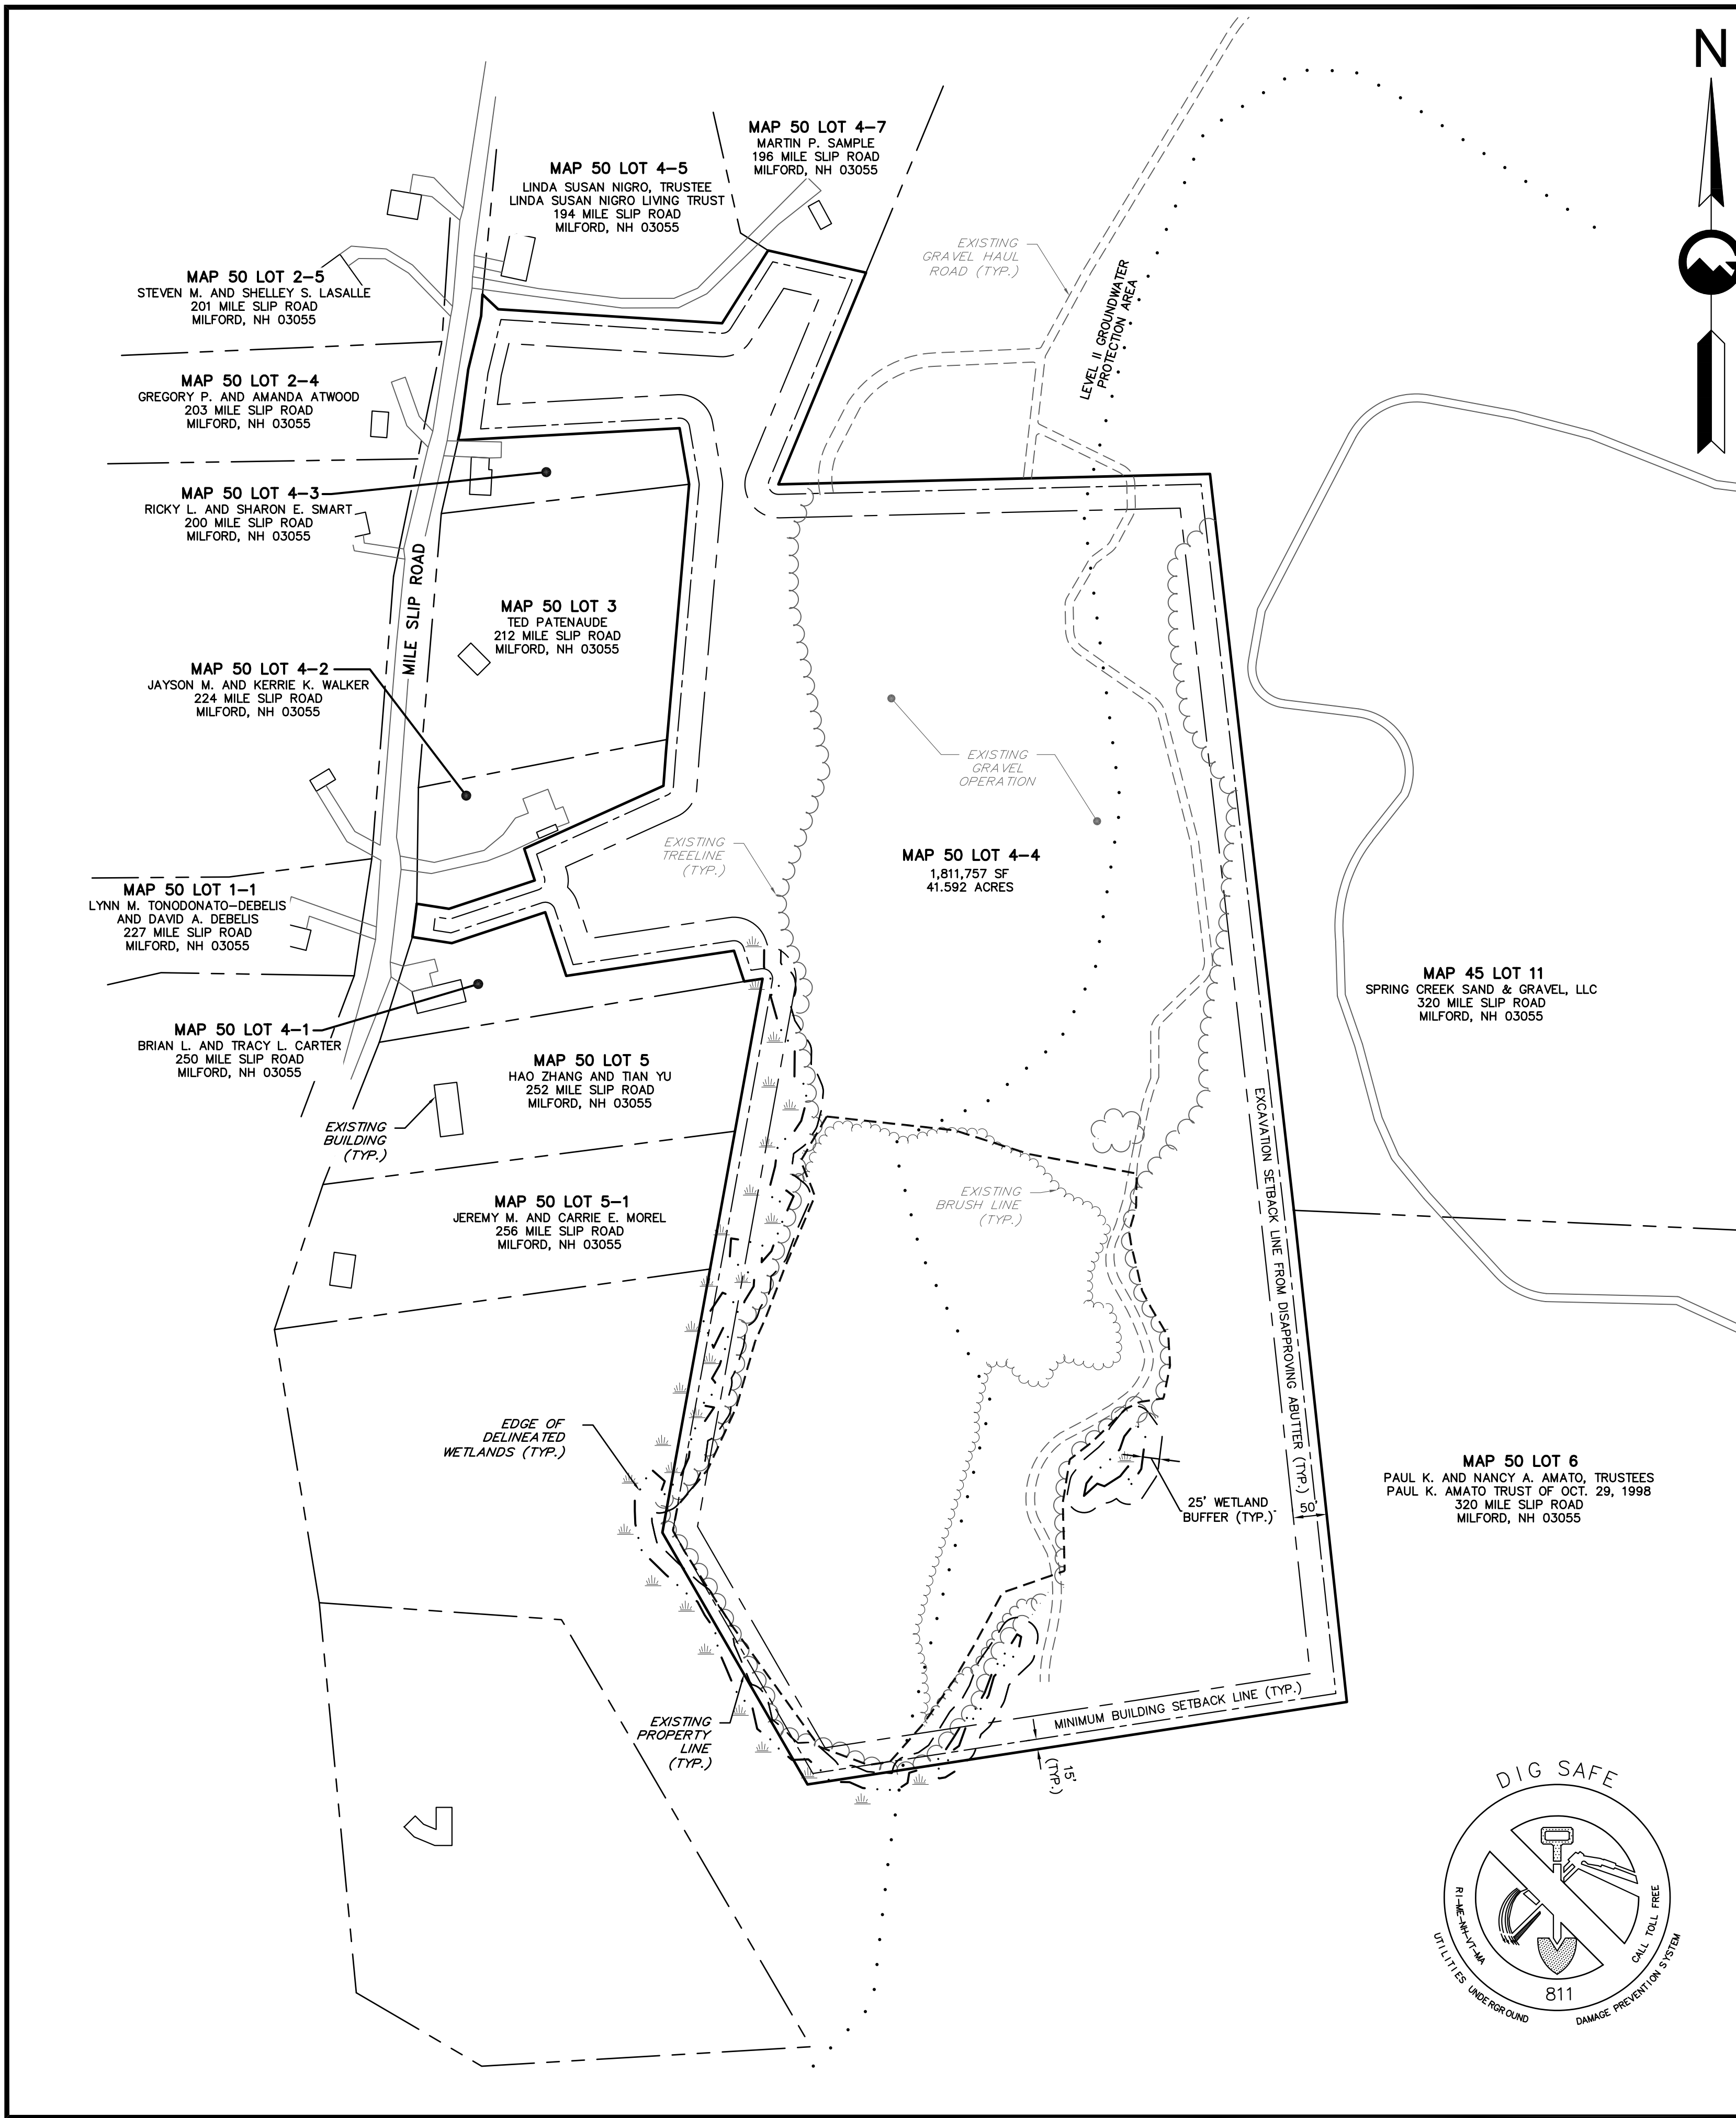 N
MAP 50 LOT 4-7
MARTIN P. SAMPLE
196 MILE SLIP ROAD
MILFORD, NH 03055
MAP 50 LOT 4-5
LINDA SUSAN NIGRO, TRUSTEE
LINDA SUSAN NIGRO LIVING TRUST
194 MILE SLIP ROAD
MILFORD, NH 03055
EXISTING
GRAVEL HAUL
ROAD (TYP.)
LEVEL II GROUNDWATER
PROTECTION AREA
MAP 50 LOT 2-5
STEVEN M. AND SHELLEY S. LASALLE
201 MILE SLIP ROAD
MILFORD, NH 03055
MAP 50 LOT 2-4
GREGORY P. AND AMANDA ATWOOD
203 MILE SLIP ROAD
MILFORD, NH 03055
MAP 50 LOT 4-3
RICKY L. AND SHARON E. SMART
200 MILE SLIP ROAD
MILFORD, NH 03055
MILE SLIP ROAD
MAP 50 LOT 3
TED PATENAUDE
212 MILE SLIP ROAD
MILFORD, NH 03055
MAP 50 LOT 4-2
JAYSON M. AND KERRIE K. WALKER
224 MILE SLIP ROAD
MILFORD, NH 03055
EXISTING
GRAVEL
OPERATION
EXISTING
TREELINE
(TYP.)
MAP 50 LOT 4-4
1,811,757 SF
41.592 ACRES
MAP 50 LOT 1-1
LYNN M. TONODONATO-DEBELIS
AND DAVID A. DEBELIS
227 MILE SLIP ROAD
MILFORD, NH 03055
MAP 45 LOT 11
SPRING CREEK SAND & GRAVEL, LLC
320 MILE SLIP ROAD
MILFORD, NH 03055
MAP 50 LOT 4-1
BRIAN L. AND TRACY L. CARTER
250 MILE SLIP ROAD
MILFORD, NH 03055
MAP 50 LOT 5
HAO ZHANG AND TIAN YU
252 MILE SLIP ROAD
MILFORD, NH 03055
EXISTING
BUILDING
(TYP.)
EXCAVATION SETBACK LINE FROM DISAPPROVING ABUTTER (TYP.)
50'
EXISTING
BRUSH LINE
(TYP.)
MAP 50 LOT 5-1
JEREMY M. AND CARRIE E. MOREL
256 MILE SLIP ROAD
MILFORD, NH 03055
EDGE OF
DELINEATED
WETLANDS (TYP.)
MAP 50 LOT 6
PAUL K. AND NANCY A. AMATO, TRUSTEES
PAUL K. AMATO TRUST OF OCT. 29, 1998
320 MILE SLIP ROAD
MILFORD, NH 03055
25' WETLAND
BUFFER (TYP.)
MINIMUM BUILDING SETBACK LINE (TYP.)
EXISTING
PROPERTY
LINE
(TYP.)
15'
(TYP.)
DIG SAFE
RI-ME-NH-VT-MA
CALL TOLL FREE
811
UTILITIES UNDERGROUND
DAMAGE PREVENTION SYSTEM